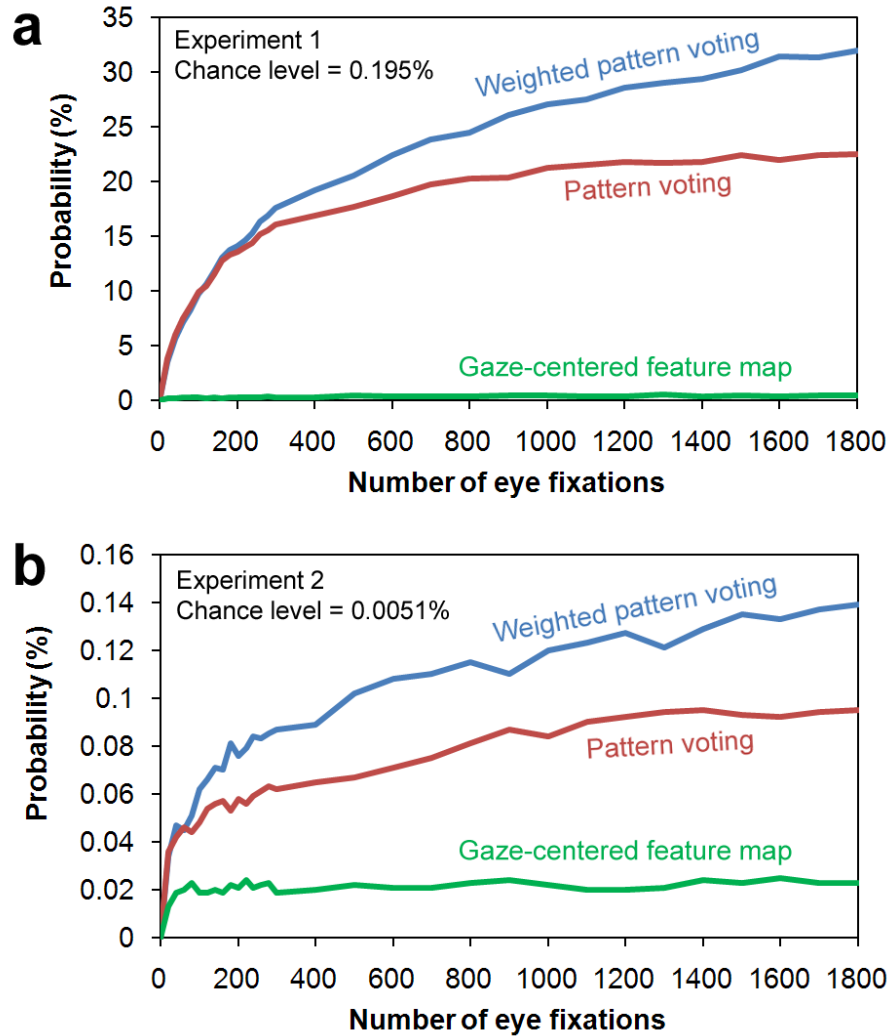 a
35
30
25
20
15
10
5
0
Probability (%)
Experiment 1
Chance level = 0.195%
Weighted pattern voting
Pattern voting
Gaze-centered feature map
0 200 400 600 800 1000 1200 1400 1600 1800
Number of eye fixations
b
0.16
0.14
0.12
0.1
0.08
0.06
0.04
0.02
0
Probability (%)
Experiment 2
Chance level = 0.0051%
Weighted pattern voting
Pattern voting
Gaze-centered feature map
0 200 400 600 800 1000 1200 1400 1600 1800
Number of eye fixations